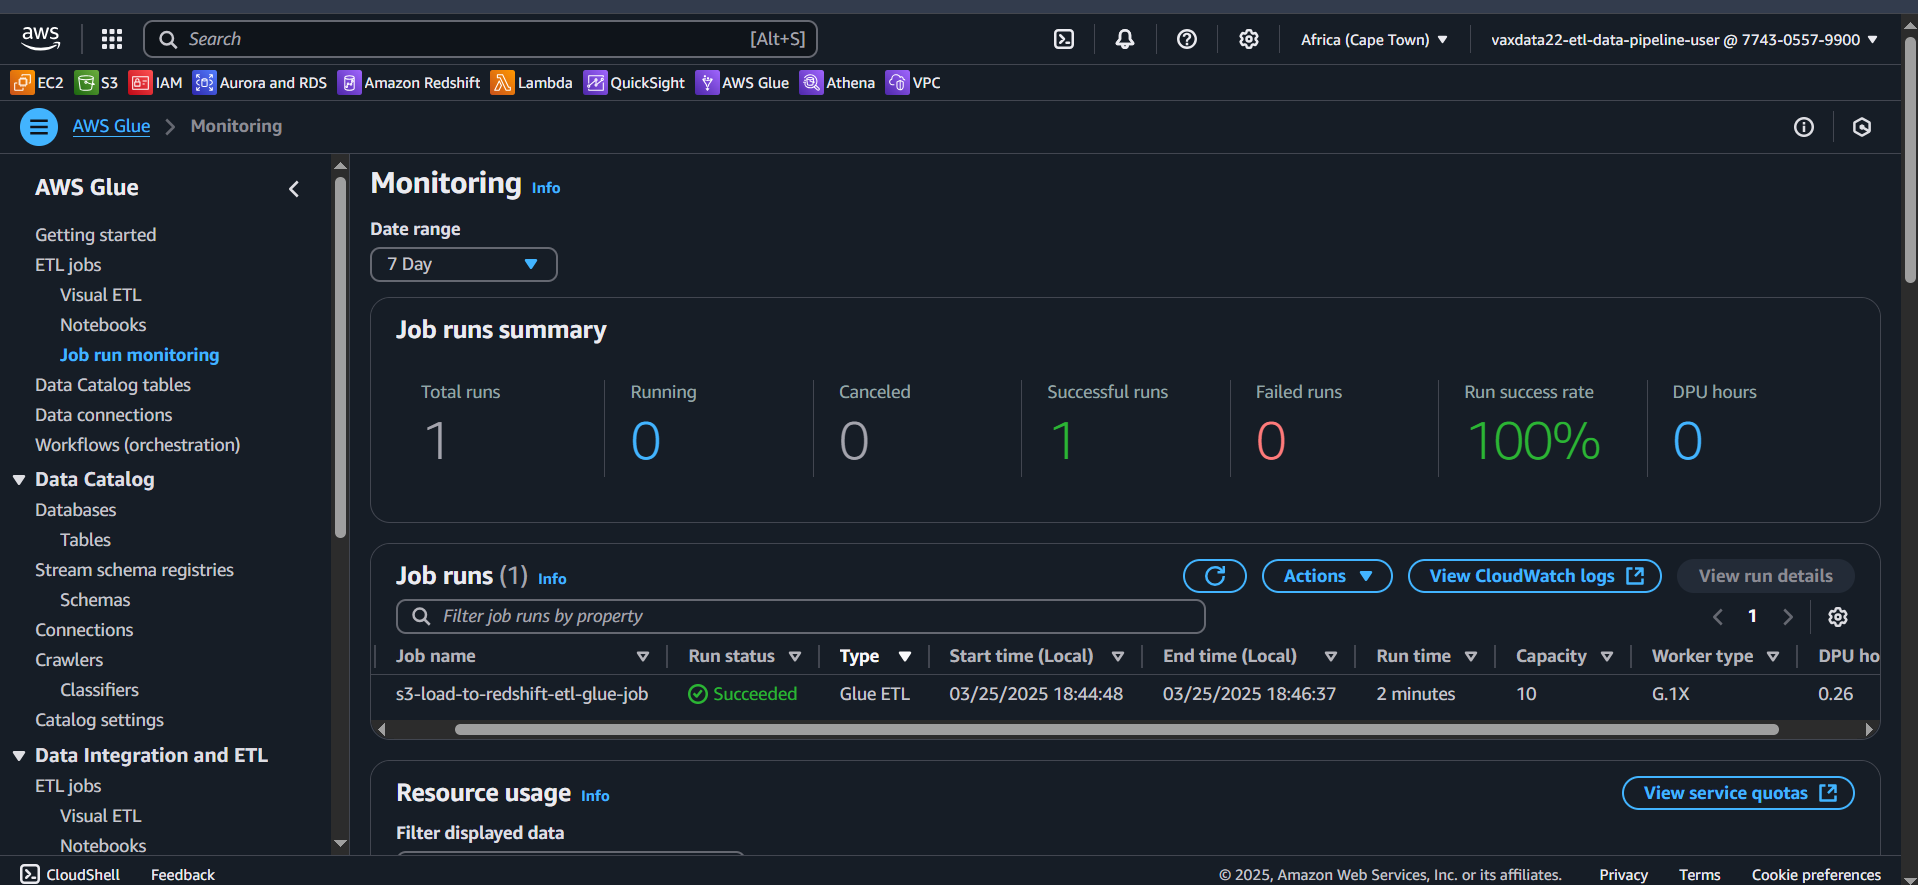 aws Search [Alt+S] Africa (Cape Town) vaxdata22-etl-data-pipeline-user @ 7743-0557-9900
EC2 S3 IAM Aurora and RDS Amazon Redshift Lambda QuickSight AWS Glue Athena VPC
AWS Glue Monitoring
AWS Glue
Getting started
ETL jobs
Visual ETL
Notebooks
Job run monitoring
Data Catalog tables
Data connections
Workflows (orchestration)
Data Catalog
Databases
Tables
Stream schema registries
Schemas
Connections
Crawlers
Classifiers
Catalog settings
Data Integration and ETL
ETL jobs
Visual ETL
Notebooks
Monitoring Info
Date range
7 Day
Job runs summary
Total runs Running Canceled Successful runs Failed runs Run success rate DPU hours
1 0 0 1 0 100% 0
Job runs (1) Info Actions View CloudWatch logs View run details
Filter job runs by property 1
Job name Run status Type Start time (Local) End time (Local) Run time Capacity Worker type DPU ho
s3-load-to-redshift-etl-glue-job Succeeded Glue ETL 03/25/2025 18:44:48 03/25/2025 18:46:37 2 minutes 10 G.1X 0.26
Resource usage Info View service quotas
Filter displayed data
CloudShell Feedback © 2025, Amazon Web Services, Inc. or its affiliates. Privacy Terms Cookie preferences